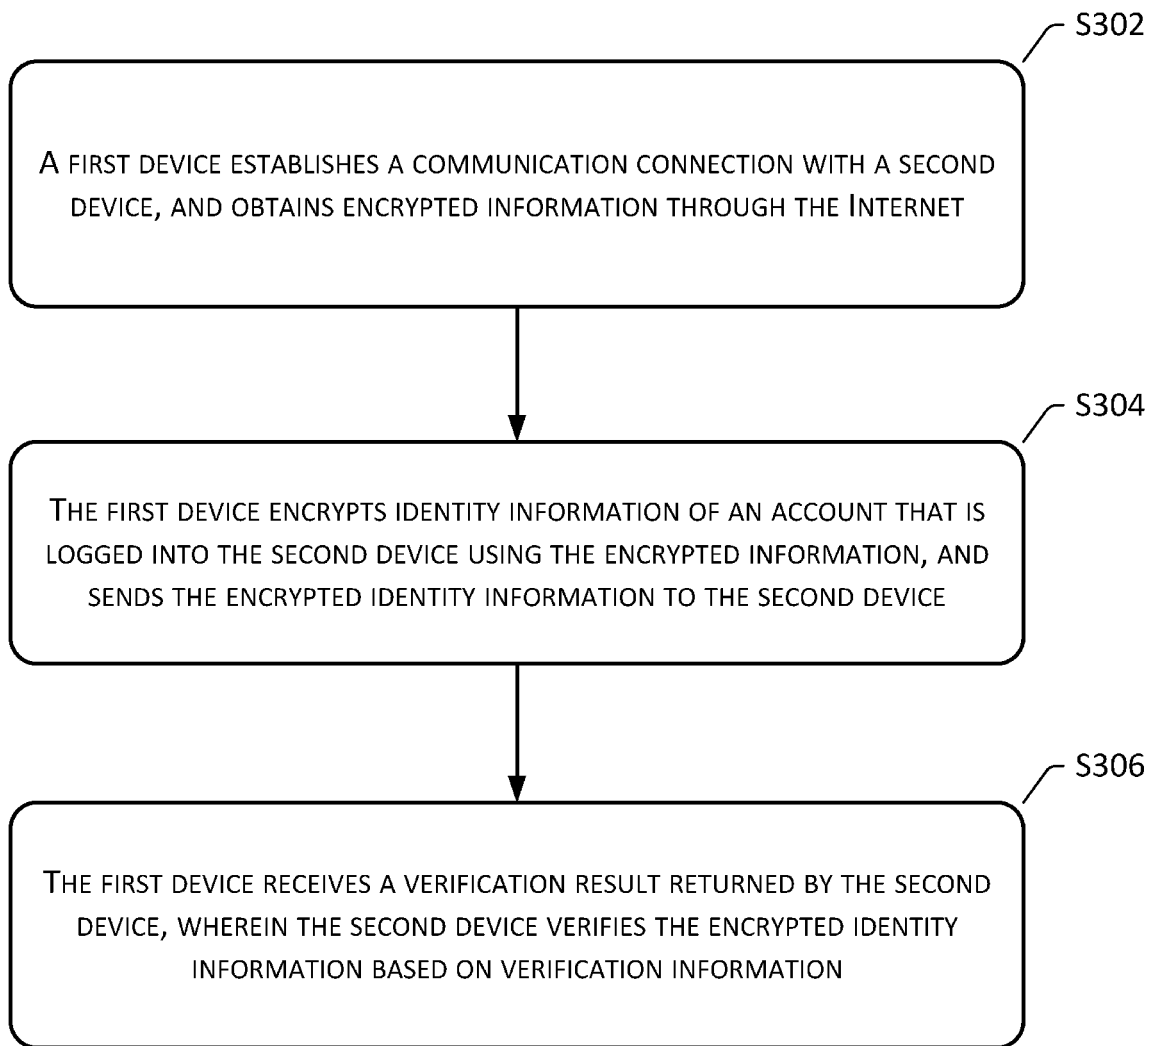 S302
A FIRST DEVICE ESTABLISHES A COMMUNICATION CONNECTION WITH A SECOND
DEVICE, AND OBTAINS ENCRYPTED INFORMATION THROUGH THE INTERNET
S304
THE FIRST DEVICE ENCRYPTS IDENTITY INFORMATION OF AN ACCOUNT THAT IS
LOGGED INTO THE SECOND DEVICE USING THE ENCRYPTED INFORMATION, AND
SENDS THE ENCRYPTED IDENTITY INFORMATION TO THE SECOND DEVICE
S306
THE FIRST DEVICE RECEIVES A VERIFICATION RESULT RETURNED BY THE SECOND
DEVICE, WHEREIN THE SECOND DEVICE VERIFIES THE ENCRYPTED IDENTITY
INFORMATION BASED ON VERIFICATION INFORMATION